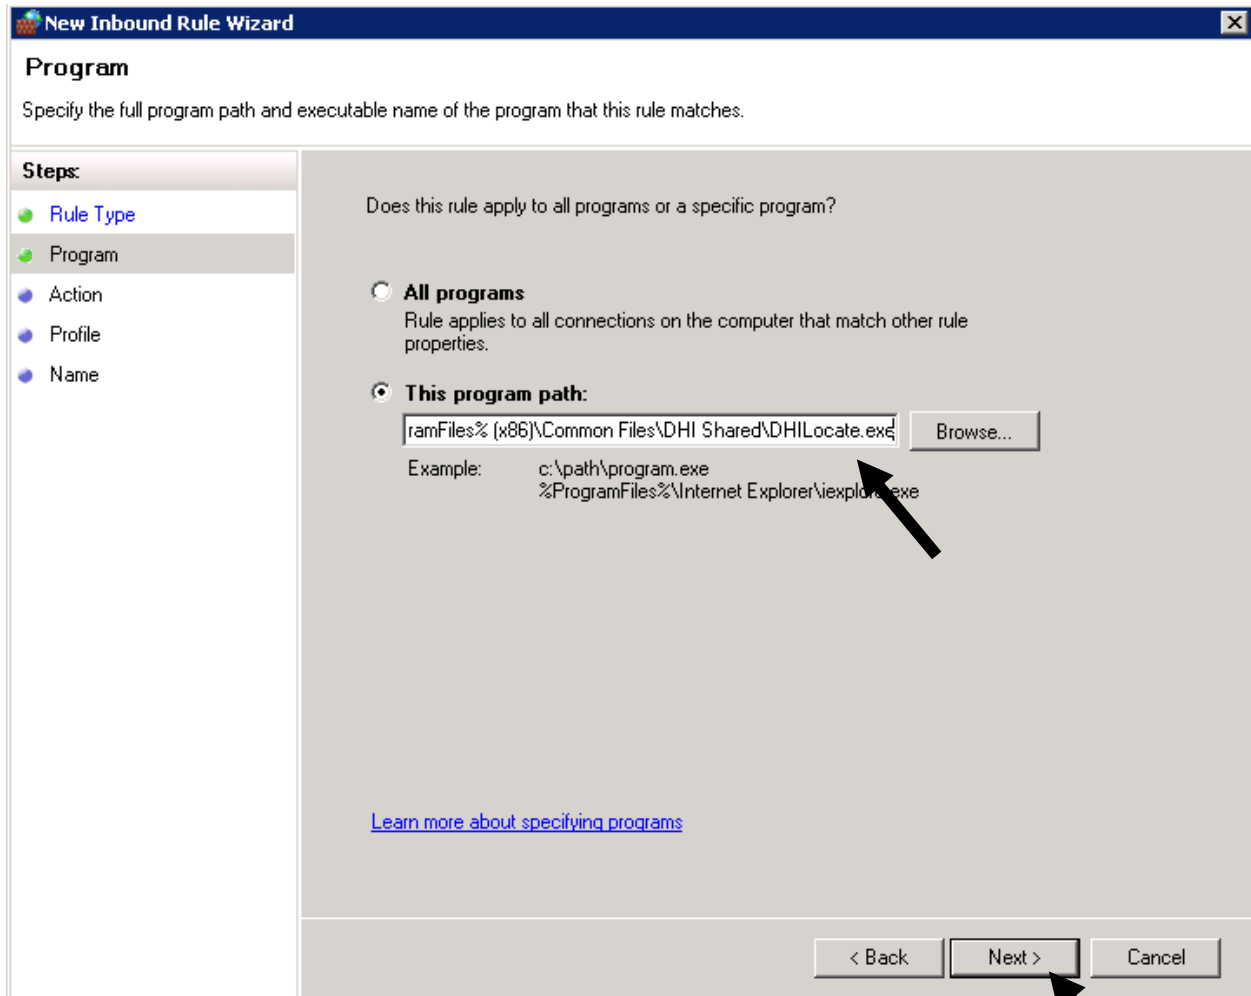 New Inbound Rule Wizard
Program
Specify the full program path and executable name of the program that this rule matches.
Steps:
Rule Type
Program
Action
Profile
Name
Does this rule apply to all programs or a specific program?
All programs
Rule applies to all connections on the computer that match other rule
properties.
This program path:
ramFiles% (x86)\Common Files\DHI Shared\DHILocate.exe
Browse...
Example:
c:\path\program.exe
%ProgramFiles%\Internet Explorer\iexplore.exe
Learn more about specifying programs
< Back
Next >
Cancel